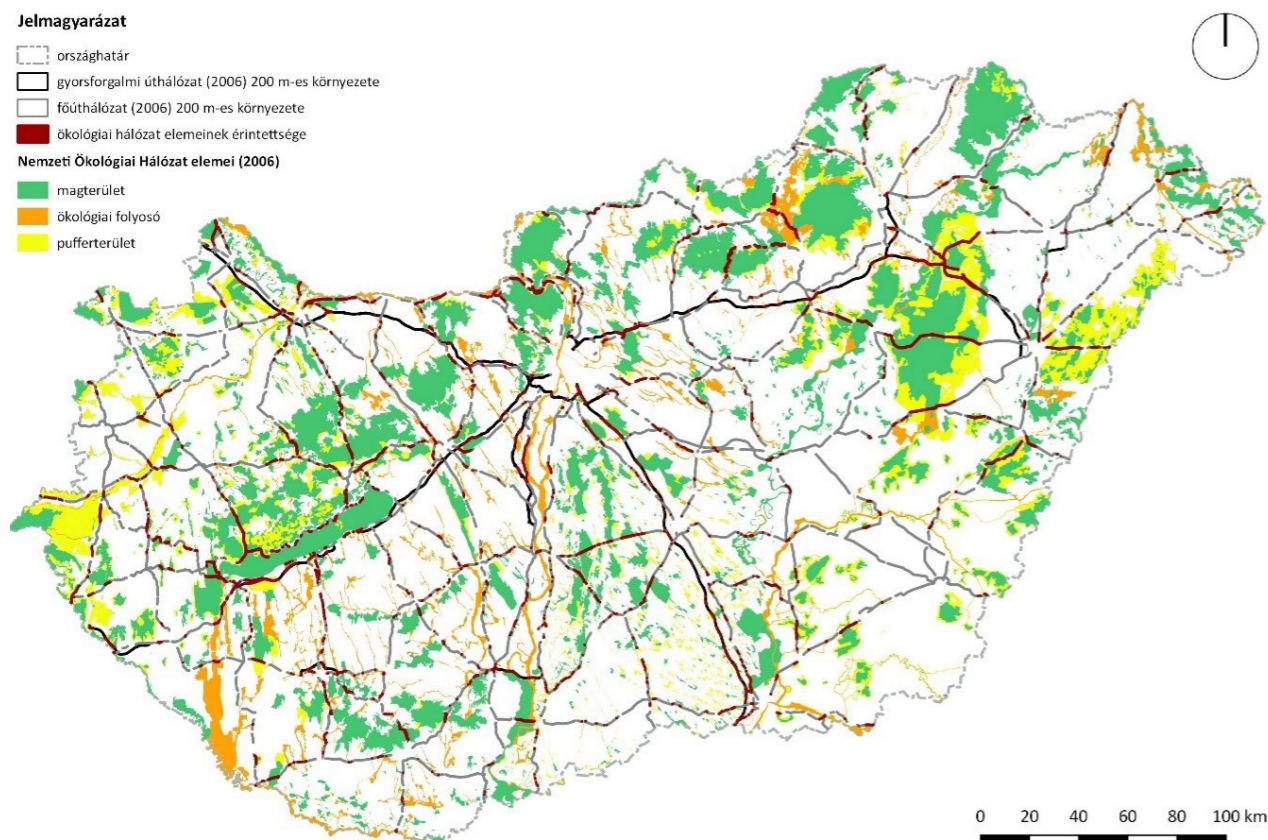 Jelmagyarázat
országhatár
gyorsforgalmi úthálózat (2006) 200 m-es környezete
főúthálózat (2006) 200 m-es környezete
ökológiai hálózat elemeinek érintettsége
Nemzeti Ökológiai Hálózat elemei (2006)
magterület
ökológiai folyosó
pufferterület
0 20 40 60 80 100 km